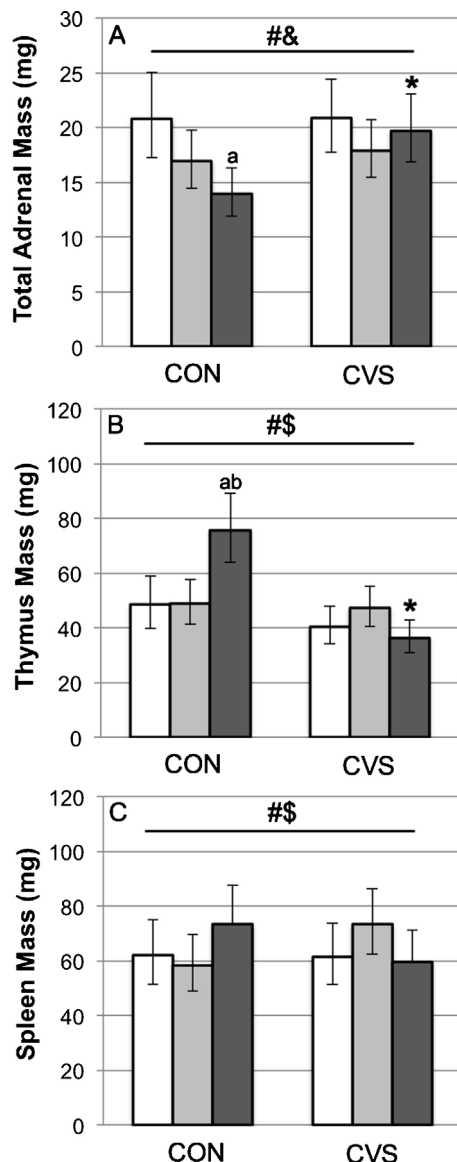 A
#&
30
25
20
15
10
5
0
a
*
Total Adrenal Mass (mg)
CON CVS
B
#$
120
100
80
60
40
20
0
ab
*
Thymus Mass (mg)
CON CVS
C
#$
120
100
80
60
40
20
0
Spleen Mass (mg)
CON CVS